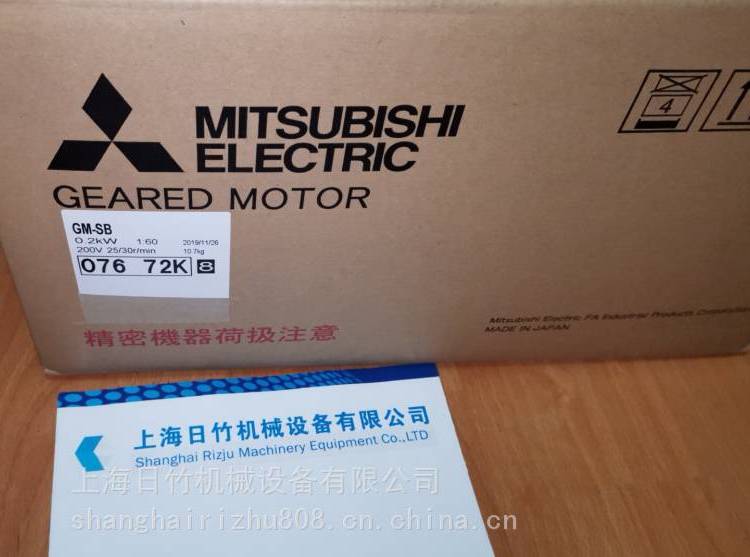 MITSUBISHI
ELECTRIC
GEARED MOTOR
4
GM-SB
0.2kW 1:60 2019/11/26
200V 25/30r/min 10.7kg
076 72K 8
精密機器荷扱注意
Mitsubishi Electric FA Industrial Products Corporation
MADE IN JAPAN
上海日竹机械设备有限公司
Shanghai Rizju Machinery Equipment Co.,LTD
上海日竹机械设备有限公司
shanghairizhu808.cn.china.cn